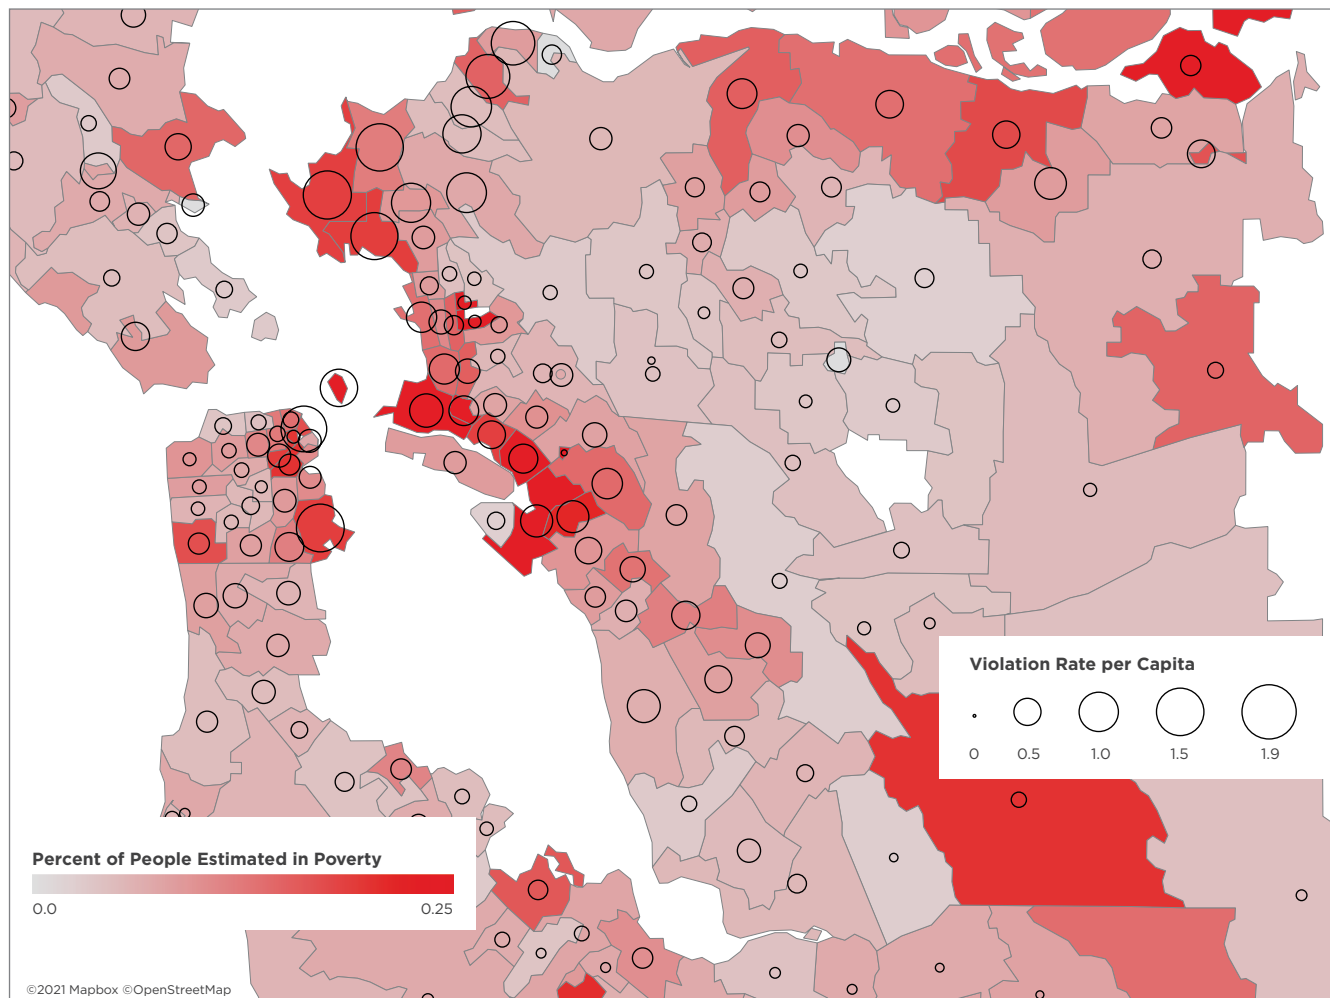 Violation Rate per Capita
0 0.5 1.0 1.5 1.9
Percent of People Estimated in Poverty
0.0 0.25
©2021 Mapbox ©OpenStreetMap